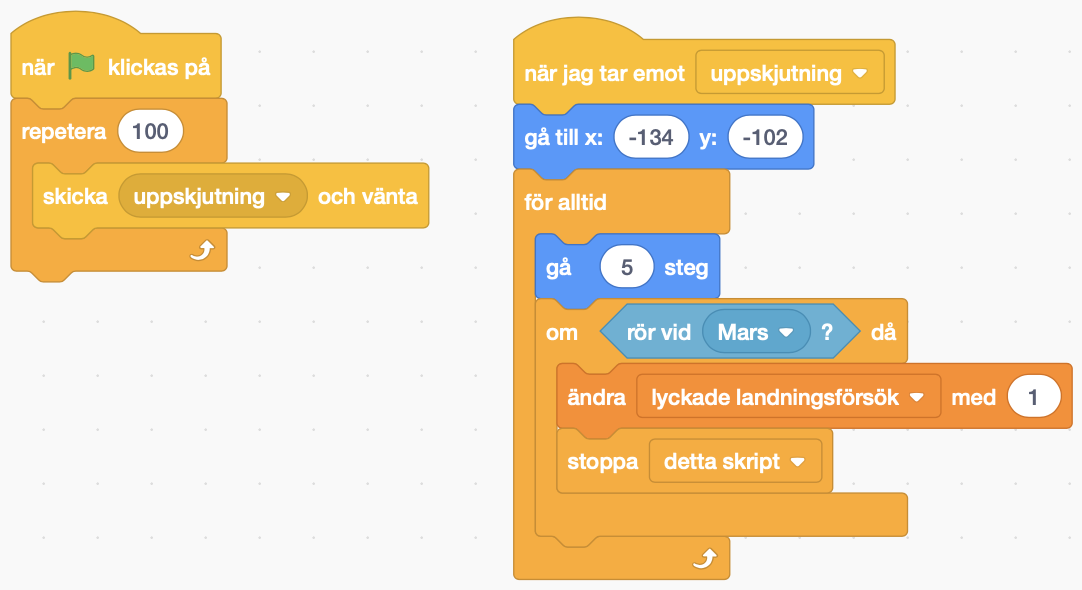 när klickas på
repetera 100
skicka uppskjutning och vänta
när jag tar emot uppskjutning
gå till x: -134 y: -102
för alltid
gå 5 steg
om rör vid Mars ? då
ändra lyckade landningsförsök med 1
stoppa detta skript